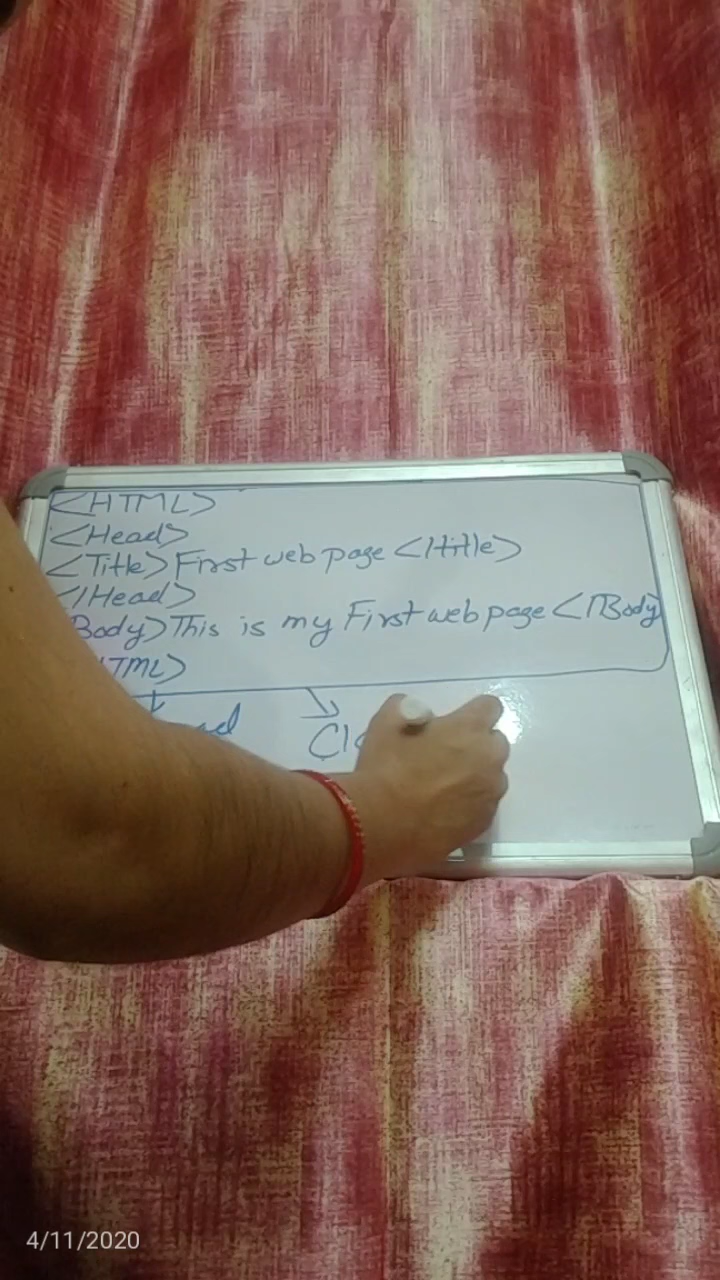 <HTML>
<Head>
<Title> First web page </title>
</Head>
Body> This is my First web page </Body>
TML>
4/11/2020